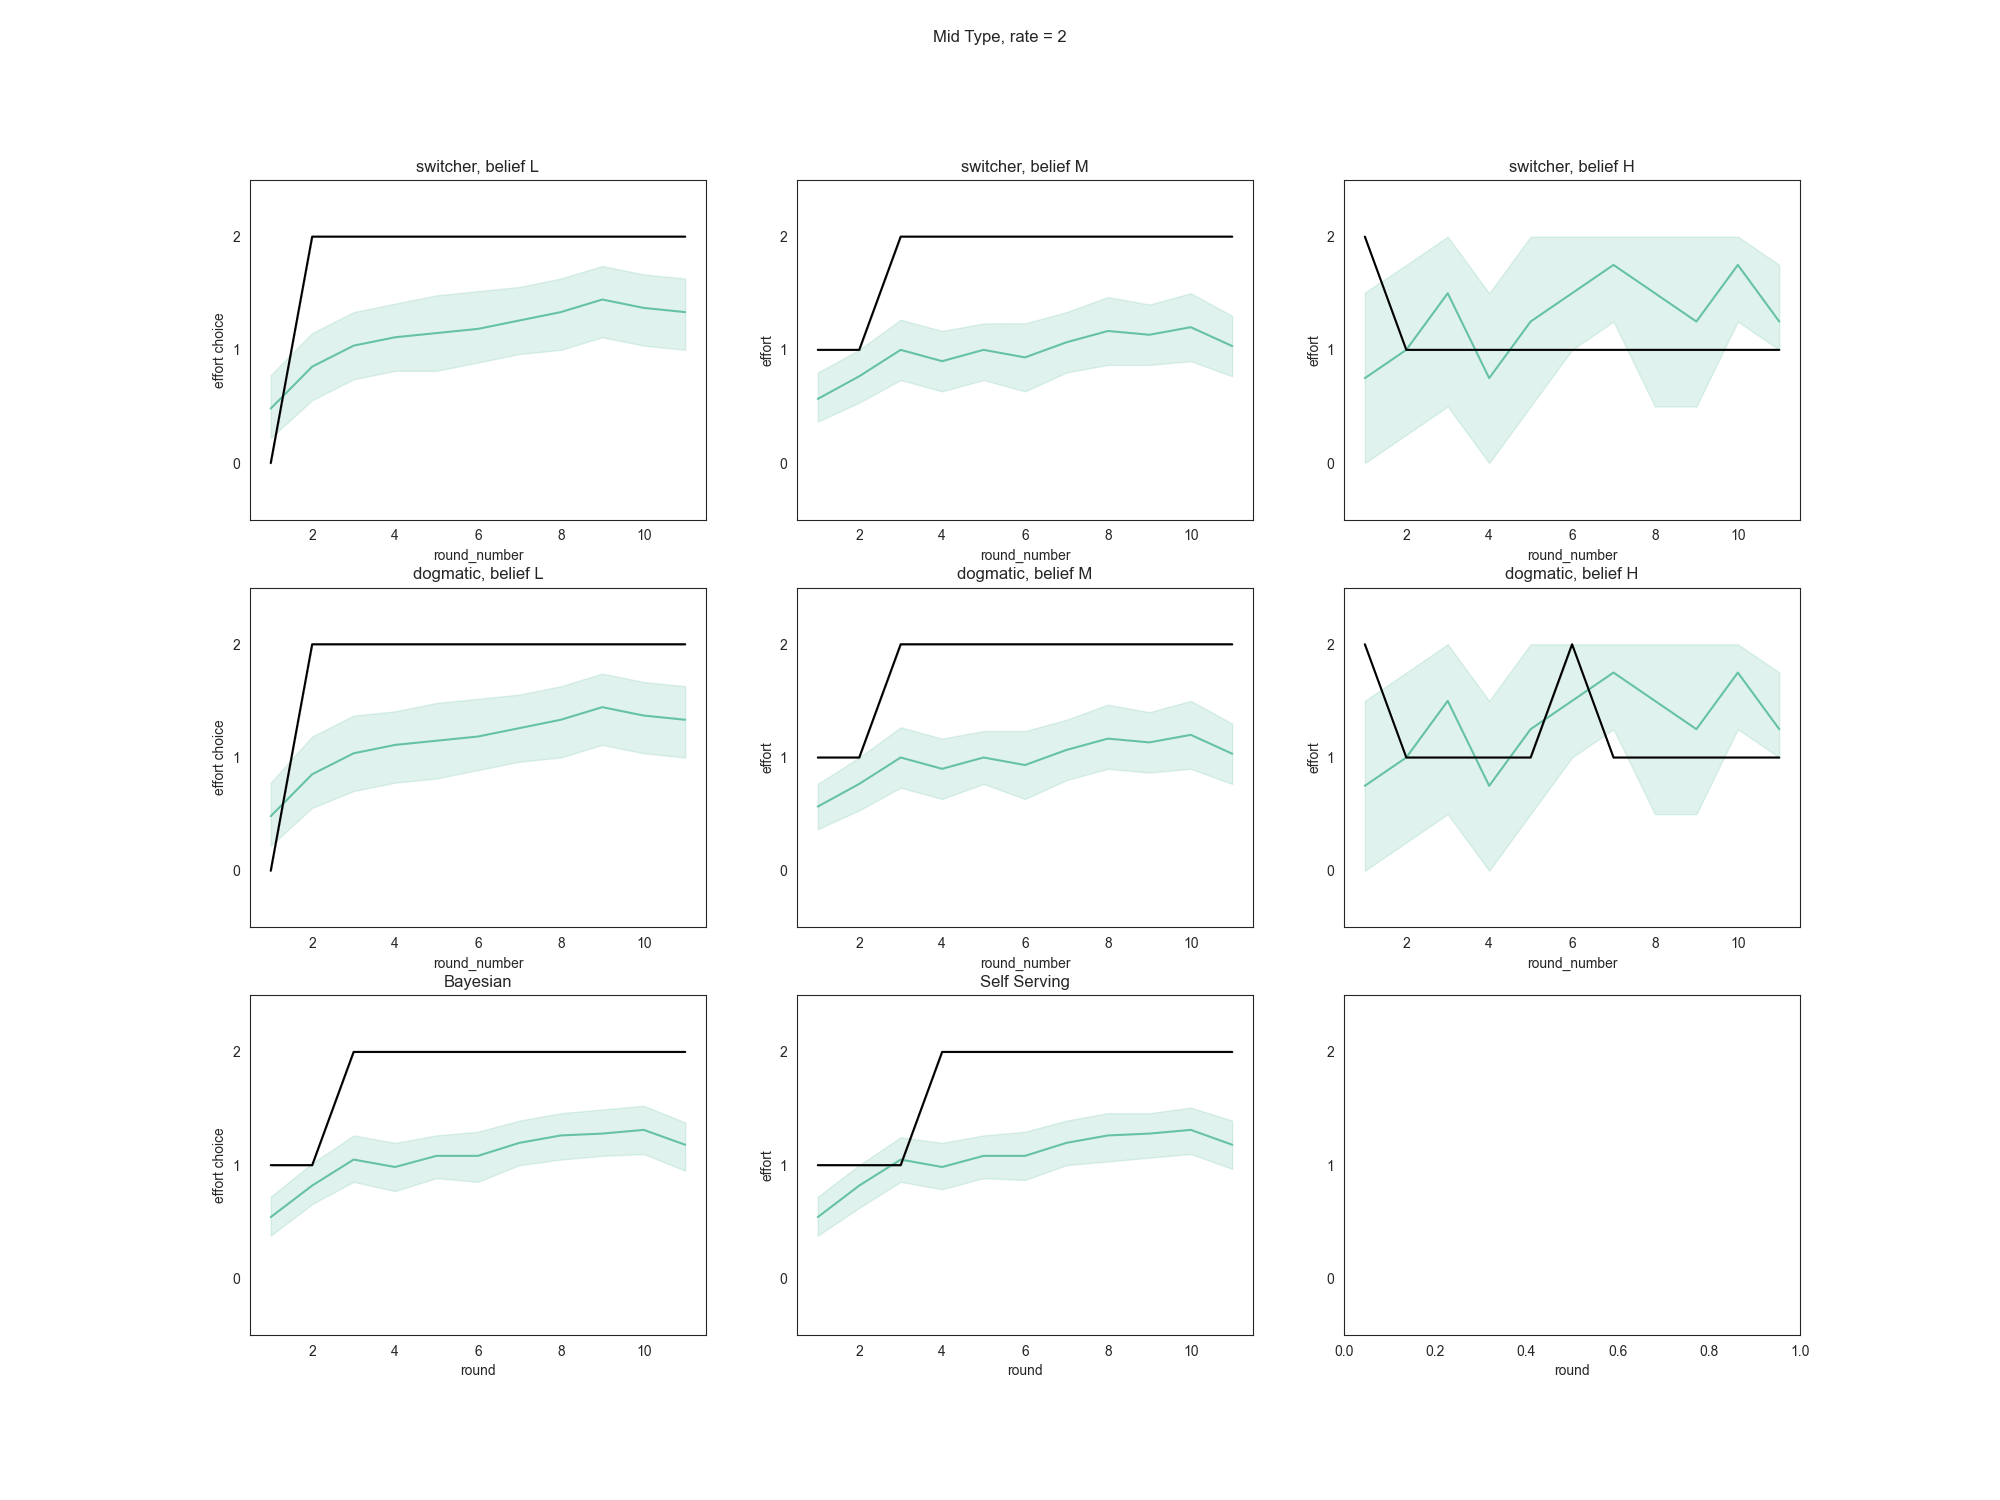 Mid Type, rate = 2
switcher, belief L
switcher, belief M
switcher, belief H
2
1
0
effort choice
2
1
0
effort
2
1
0
effort
2 4 6 8 10
2 4 6 8 10
2 4 6 8 10
round_number
round_number
round_number
dogmatic, belief L
dogmatic, belief M
dogmatic, belief H
2
1
0
effort choice
2
1
0
effort
2
1
0
effort
2 4 6 8 10
2 4 6 8 10
2 4 6 8 10
round_number
round_number
round_number
Bayesian
Self Serving
2
1
0
effort choice
2
1
0
effort
2
1
0
2 4 6 8 10
2 4 6 8 10
0.0 0.2 0.4 0.6 0.8 1.0
round
round
round